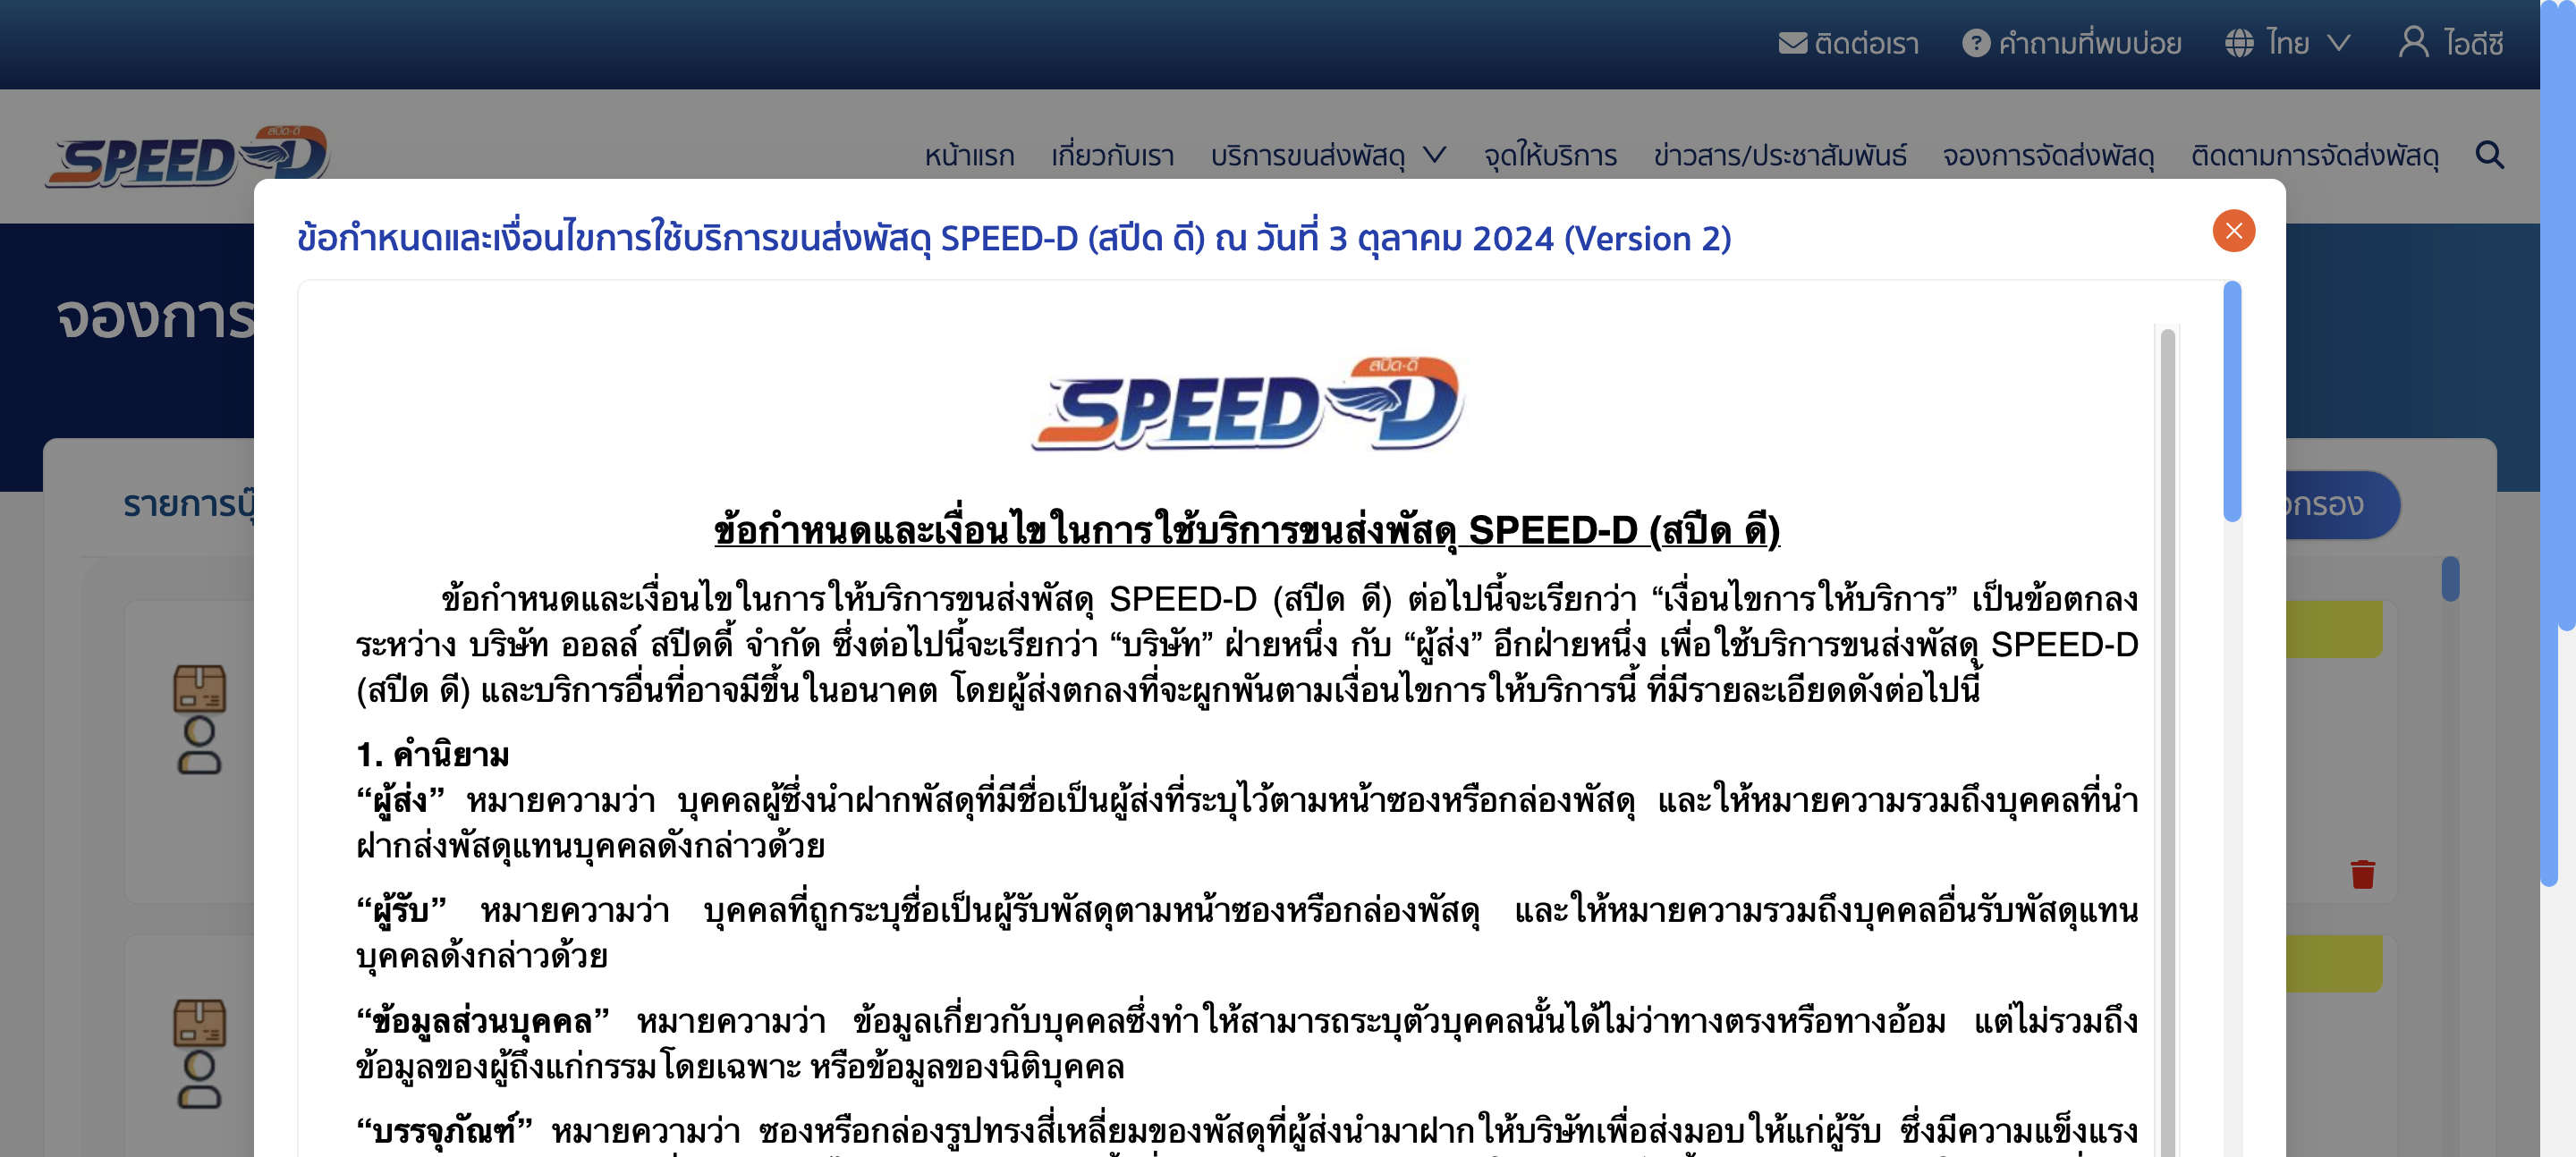 ติดต่อเรา คำถามที่พบบ่อย ไทย ไอดีซี
สปีด-ดี
SPEED-D
หน้าแรก เกี่ยวกับเรา บริการขนส่งพัสดุ จุดให้บริการ ข่าวสาร/ประชาสัมพันธ์ จองการจัดส่งพัสดุ ติดตามการจัดส่งพัสดุ
ข้อกำหนดและเงื่อนไขการใช้บริการขนส่งพัสดุ SPEED-D (สปีด ดี) ณ วันที่ 3 ตุลาคม 2024 (Version 2)
จองการ
รายการบุ๊
กรอง
สปีด-ดี
SPEED-D
ข้อกำหนดและเงื่อนไขในการใช้บริการขนส่งพัสดุ SPEED-D (สปีด ดี)
ข้อกำหนดและเงื่อนไขในการให้บริการขนส่งพัสดุ SPEED-D (สปีด ดี) ต่อไปนี้จะเรียกว่า “เงื่อนไขการให้บริการ” เป็นข้อตกลง
ระหว่าง บริษัท ออลล์ สปีดดี้ จำกัด ซึ่งต่อไปนี้จะเรียกว่า “บริษัท” ฝ่ายหนึ่ง กับ “ผู้ส่ง” อีกฝ่ายหนึ่ง เพื่อใช้บริการขนส่งพัสดุ SPEED-D
(สปีด ดี) และบริการอื่นที่อาจมีขึ้นในอนาคต โดยผู้ส่งตกลงที่จะผูกพันตามเงื่อนไขการให้บริการนี้ ที่มีรายละเอียดดังต่อไปนี้
1. คำนิยาม
“ผู้ส่ง” หมายความว่า บุคคลผู้ซึ่งนำฝากพัสดุที่มีชื่อเป็นผู้ส่งที่ระบุไว้ตามหน้าซองหรือกล่องพัสดุ และให้หมายความรวมถึงบุคคลที่นำ
ฝากส่งพัสดุแทนบุคคลดังกล่าวด้วย
“ผู้รับ” หมายความว่า บุคคลที่ถูกระบุชื่อเป็นผู้รับพัสดุตามหน้าซองหรือกล่องพัสดุ และให้หมายความรวมถึงบุคคลอื่นรับพัสดุแทน
บุคคลด้งกล่าวด้วย
“ข้อมูลส่วนบุคคล” หมายความว่า ข้อมูลเกี่ยวกับบุคคลซึ่งทำให้สามารถระบุตัวบุคคลนั้นได้ไม่ว่าทางตรงหรือทางอ้อม แต่ไม่รวมถึง
ข้อมูลของผู้ถึงแก่กรรมโดยเฉพาะ หรือข้อมูลของนิติบุคคล
“บรรจุภัณฑ์” หมายความว่า ซองหรือกล่องรูปทรงสี่เหลี่ยมของพัสดุที่ผู้ส่งนำมาฝากให้บริษัทเพื่อส่งมอบให้แก่ผู้รับ ซึ่งมีความแข็งแรง